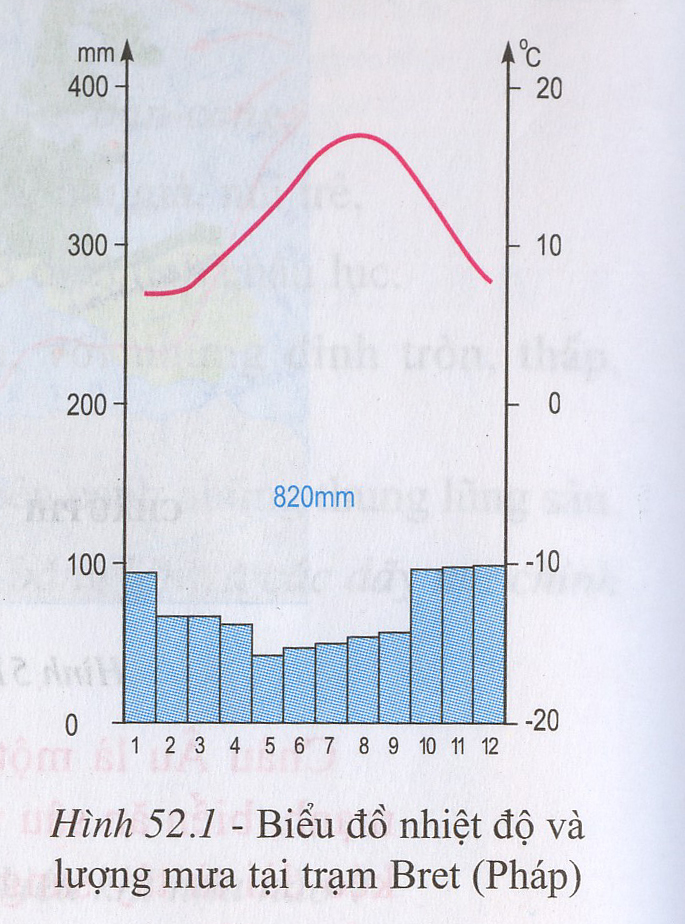 mm
°C
400
20
300
10
200
0
820mm
100
-10
0
-20
1 2 3 4 5 6 7 8 9 10 11 12
Hình 52.1 - Biểu đồ nhiệt độ và
lượng mưa tại trạm Bret (Pháp)